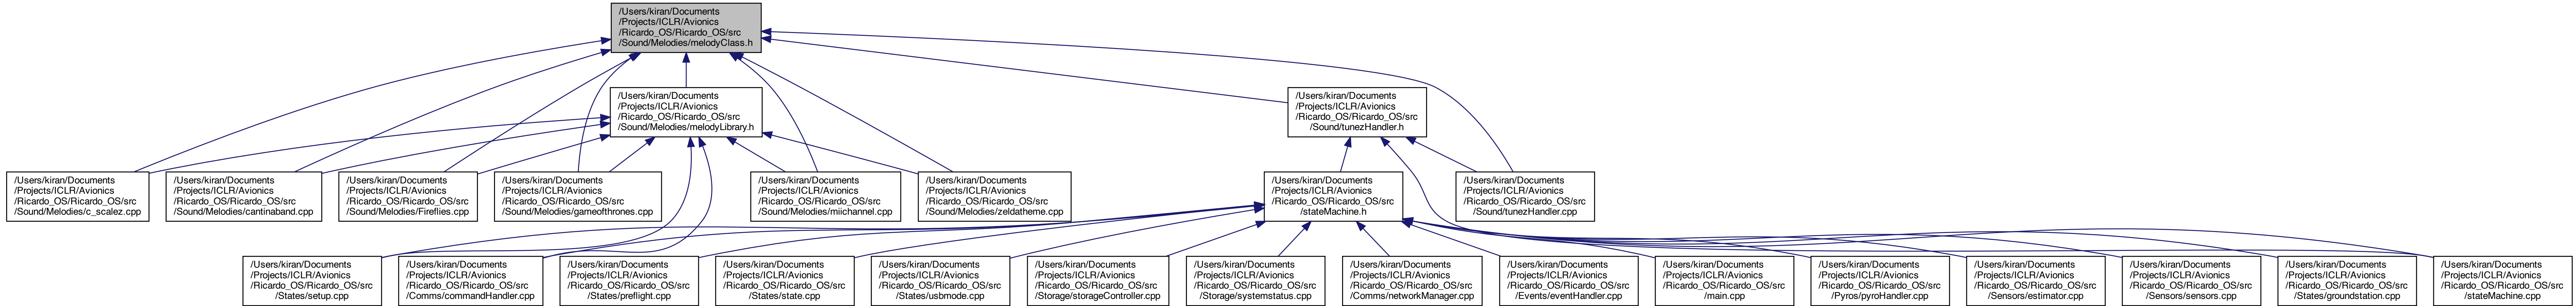 /Users/kiran/Documents
/Projects/ICLR/Avionics
/Ricardo_OS/Ricardo_OS/src
/Sound/Melodies/melodyClass.h
/Users/kiran/Documents
/Projects/ICLR/Avionics
/Ricardo_OS/Ricardo_OS/src
/Sound/Melodies/melodyLibrary.h
/Users/kiran/Documents
/Projects/ICLR/Avionics
/Ricardo_OS/Ricardo_OS/src
/Sound/tunezHandler.h
/Users/kiran/Documents
/Projects/ICLR/Avionics
/Ricardo_OS/Ricardo_OS/src
/Sound/Melodies/c_scalez.cpp
/Users/kiran/Documents
/Projects/ICLR/Avionics
/Ricardo_OS/Ricardo_OS/src
/Sound/Melodies/cantinaband.cpp
/Users/kiran/Documents
/Projects/ICLR/Avionics
/Ricardo_OS/Ricardo_OS/src
/Sound/Melodies/Fireflies.cpp
/Users/kiran/Documents
/Projects/ICLR/Avionics
/Ricardo_OS/Ricardo_OS/src
/Sound/Melodies/gameofthrones.cpp
/Users/kiran/Documents
/Projects/ICLR/Avionics
/Ricardo_OS/Ricardo_OS/src
/Sound/Melodies/miichannel.cpp
/Users/kiran/Documents
/Projects/ICLR/Avionics
/Ricardo_OS/Ricardo_OS/src
/Sound/Melodies/zeldatheme.cpp
/Users/kiran/Documents
/Projects/ICLR/Avionics
/Ricardo_OS/Ricardo_OS/src
/stateMachine.h
/Users/kiran/Documents
/Projects/ICLR/Avionics
/Ricardo_OS/Ricardo_OS/src
/Sound/tunezHandler.cpp
/Users/kiran/Documents
/Projects/ICLR/Avionics
/Ricardo_OS/Ricardo_OS/src
/States/setup.cpp
/Users/kiran/Documents
/Projects/ICLR/Avionics
/Ricardo_OS/Ricardo_OS/src
/Comms/commandHandler.cpp
/Users/kiran/Documents
/Projects/ICLR/Avionics
/Ricardo_OS/Ricardo_OS/src
/States/preflight.cpp
/Users/kiran/Documents
/Projects/ICLR/Avionics
/Ricardo_OS/Ricardo_OS/src
/States/state.cpp
/Users/kiran/Documents
/Projects/ICLR/Avionics
/Ricardo_OS/Ricardo_OS/src
/States/usbmode.cpp
/Users/kiran/Documents
/Projects/ICLR/Avionics
/Ricardo_OS/Ricardo_OS/src
/Storage/storageController.cpp
/Users/kiran/Documents
/Projects/ICLR/Avionics
/Ricardo_OS/Ricardo_OS/src
/Storage/systemstatus.cpp
/Users/kiran/Documents
/Projects/ICLR/Avionics
/Ricardo_OS/Ricardo_OS/src
/Comms/networkManager.cpp
/Users/kiran/Documents
/Projects/ICLR/Avionics
/Ricardo_OS/Ricardo_OS/src
/Events/eventHandler.cpp
/Users/kiran/Documents
/Projects/ICLR/Avionics
/Ricardo_OS/Ricardo_OS/src
/main.cpp
/Users/kiran/Documents
/Projects/ICLR/Avionics
/Ricardo_OS/Ricardo_OS/src
/Pyros/pyroHandler.cpp
/Users/kiran/Documents
/Projects/ICLR/Avionics
/Ricardo_OS/Ricardo_OS/src
/Sensors/estimator.cpp
/Users/kiran/Documents
/Projects/ICLR/Avionics
/Ricardo_OS/Ricardo_OS/src
/Sensors/sensors.cpp
/Users/kiran/Documents
/Projects/ICLR/Avionics
/Ricardo_OS/Ricardo_OS/src
/States/groundstation.cpp
/Users/kiran/Documents
/Projects/ICLR/Avionics
/Ricardo_OS/Ricardo_OS/src
/stateMachine.cpp